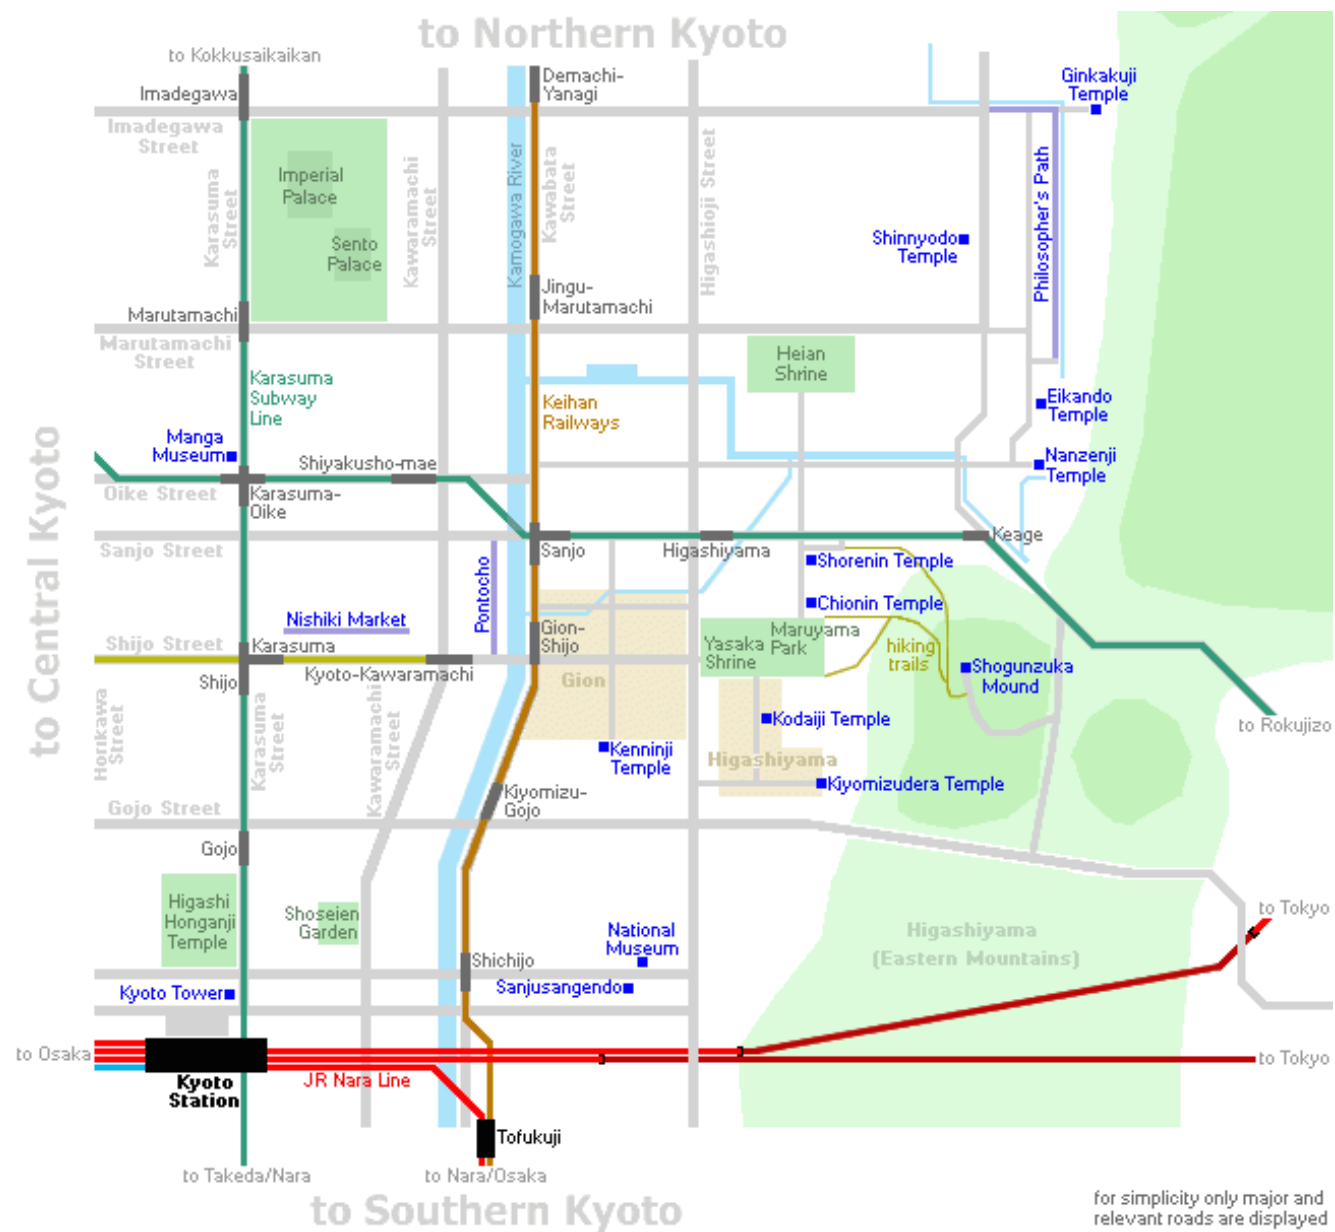 to Northern Kyoto
to Kokkusaikaikan
Imadegawa
Demachi-
Yanagi
Ginkakuji
Temple
Imadegawa
Street
Karasuma
Street
Imperial
Palace
Sento
Palace
Kawaramachi
Street
Kamogawa River
Kawabata
Street
Higashioji Street
Shinnyodo
Temple
Philosopher's Path
Marutamachi
Jingu-
Marutamachi
Marutamachi
Street
Heian
Shrine
Karasuma
Subway
Line
Keihan
Railways
Eikando
Temple
to Central Kyoto
Manga
Museum
Shiyakusho-mae
Nanzenji
Temple
Oike Street
Karasuma-
Oike
Sanjo Street
Sanjo
Higashiyama
Keage
Shorenin Temple
Pontocho
Nishiki Market
Chionin Temple
Shijo Street
Karasuma
Gion-
Shijo
Yasaka
Shrine
Maruyama
Park
hiking
trails
Shijo
Kyoto-Kawaramachi
Gion
Shogunzuka
Mound
Horikawa
Street
Karasuma
Street
Kawaramachi
Street
Kodaiji Temple
to Rokujizo
Kenninji
Temple
Higashiyama
Kiyomizudera Temple
Kiyomizu-
Gojo
Gojo Street
Gojo
Higashi
Honganji
Temple
Shoseien
Garden
National
Museum
to Tokyo
Higashiyama
(Eastern Mountains)
Shichijo
Kyoto Tower
Sanjusangendo
to Osaka
Kyoto
Station
JR Nara Line
to Tokyo
Tofukuji
to Takeda/Nara
to Nara/Osaka
to Southern Kyoto
for simplicity only major and
relevant roads are displayed